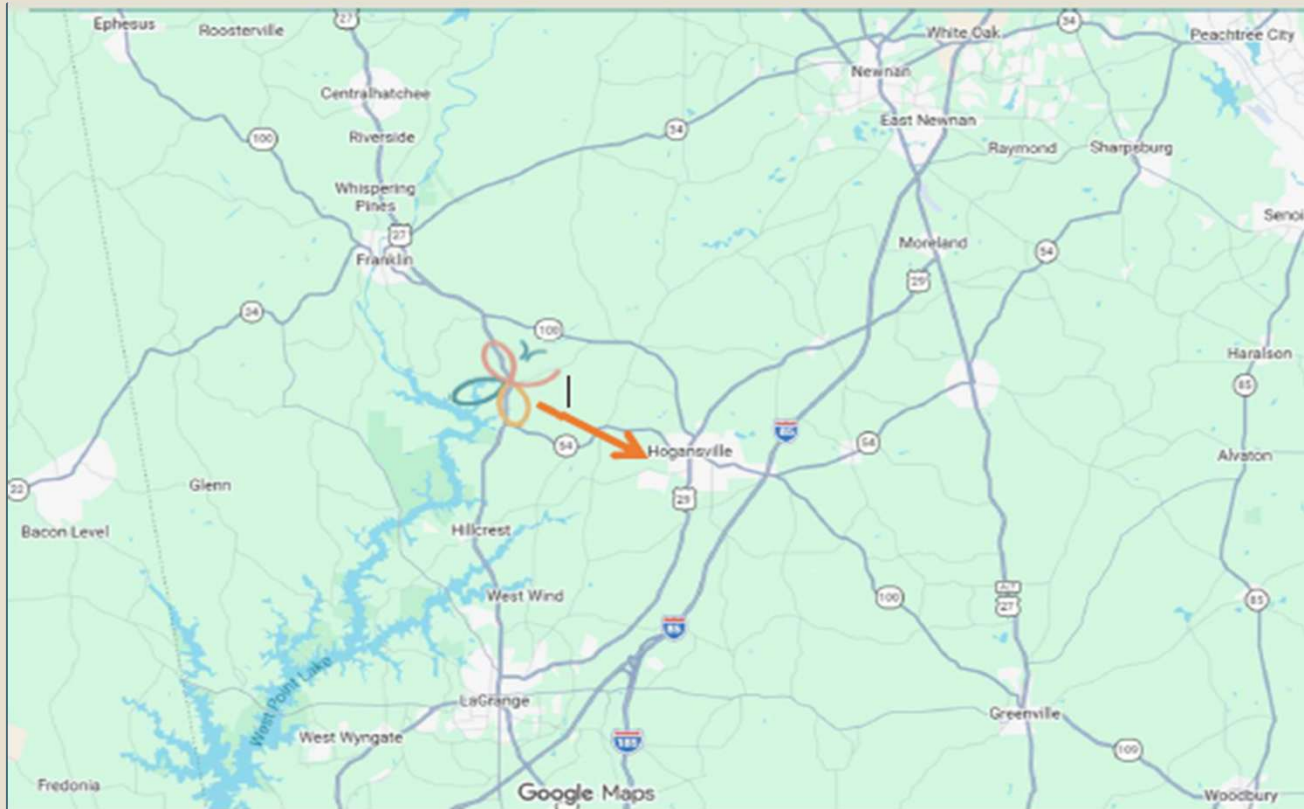 Ephesus
Roosterville
27
White Oak
34
Peachtree City
Newnan
Centralhatchee
East Newnan
34
100
Riverside
Raymond
Sharpsburg
Whispering
Pines
27
Franklin
Moreland
54
29
34
100
Haralson
85
85
54
54
Hogansville
Alvaton
22
Glenn
29
Bacon Level
Hillcrest
West Wind
100
27
85
85
West Point Lake
LaGrange
Greenville
West Wyngate
185
109
Fredonia
Google Maps
Woodbury